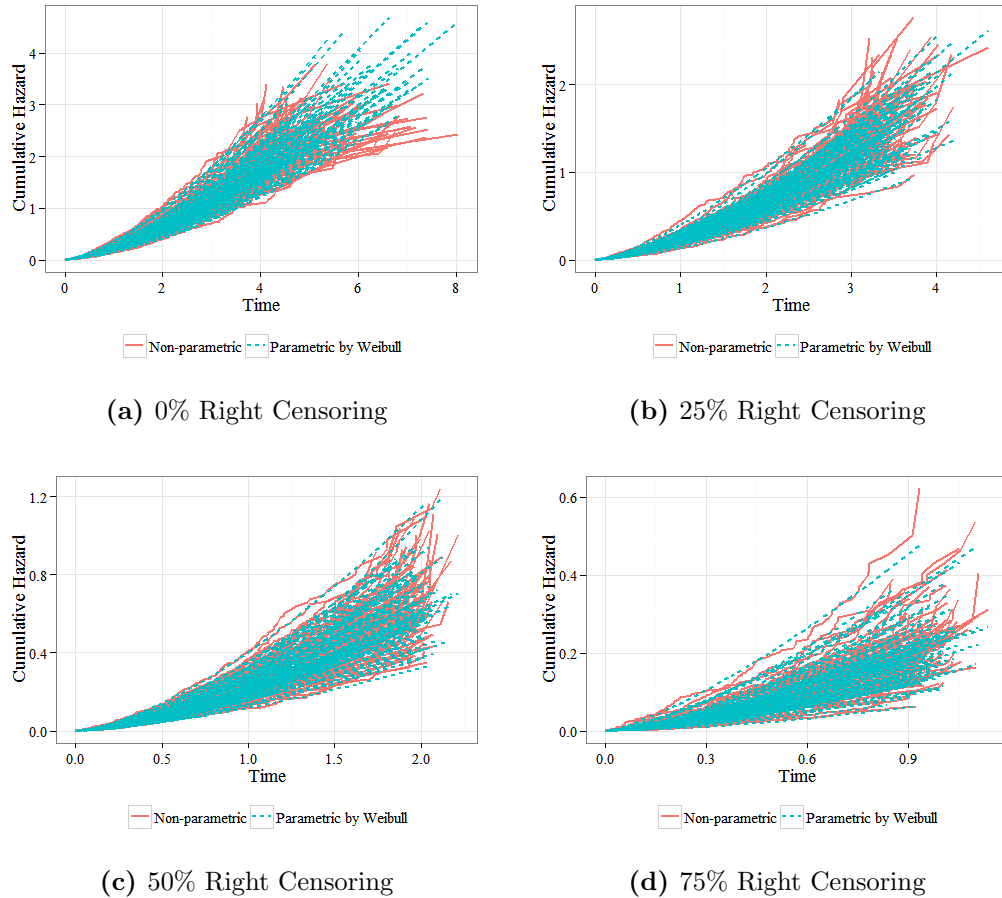 Cumulative Hazard
4
3
2
1
0
0 2 4 6 8
Time
Non-parametric Parametric by Weibull
(a) 0% Right Censoring
Cumulative Hazard
2
1
0
0 1 2 3 4
Time
Non-parametric Parametric by Weibull
(b) 25% Right Censoring
Cumulative Hazard
1.2
0.8
0.4
0.0
0.0 0.5 1.0 1.5 2.0
Time
Non-parametric Parametric by Weibull
(c) 50% Right Censoring
Cumulative Hazard
0.6
0.4
0.2
0.0
0.0 0.3 0.6 0.9
Time
Non-parametric Parametric by Weibull
(d) 75% Right Censoring